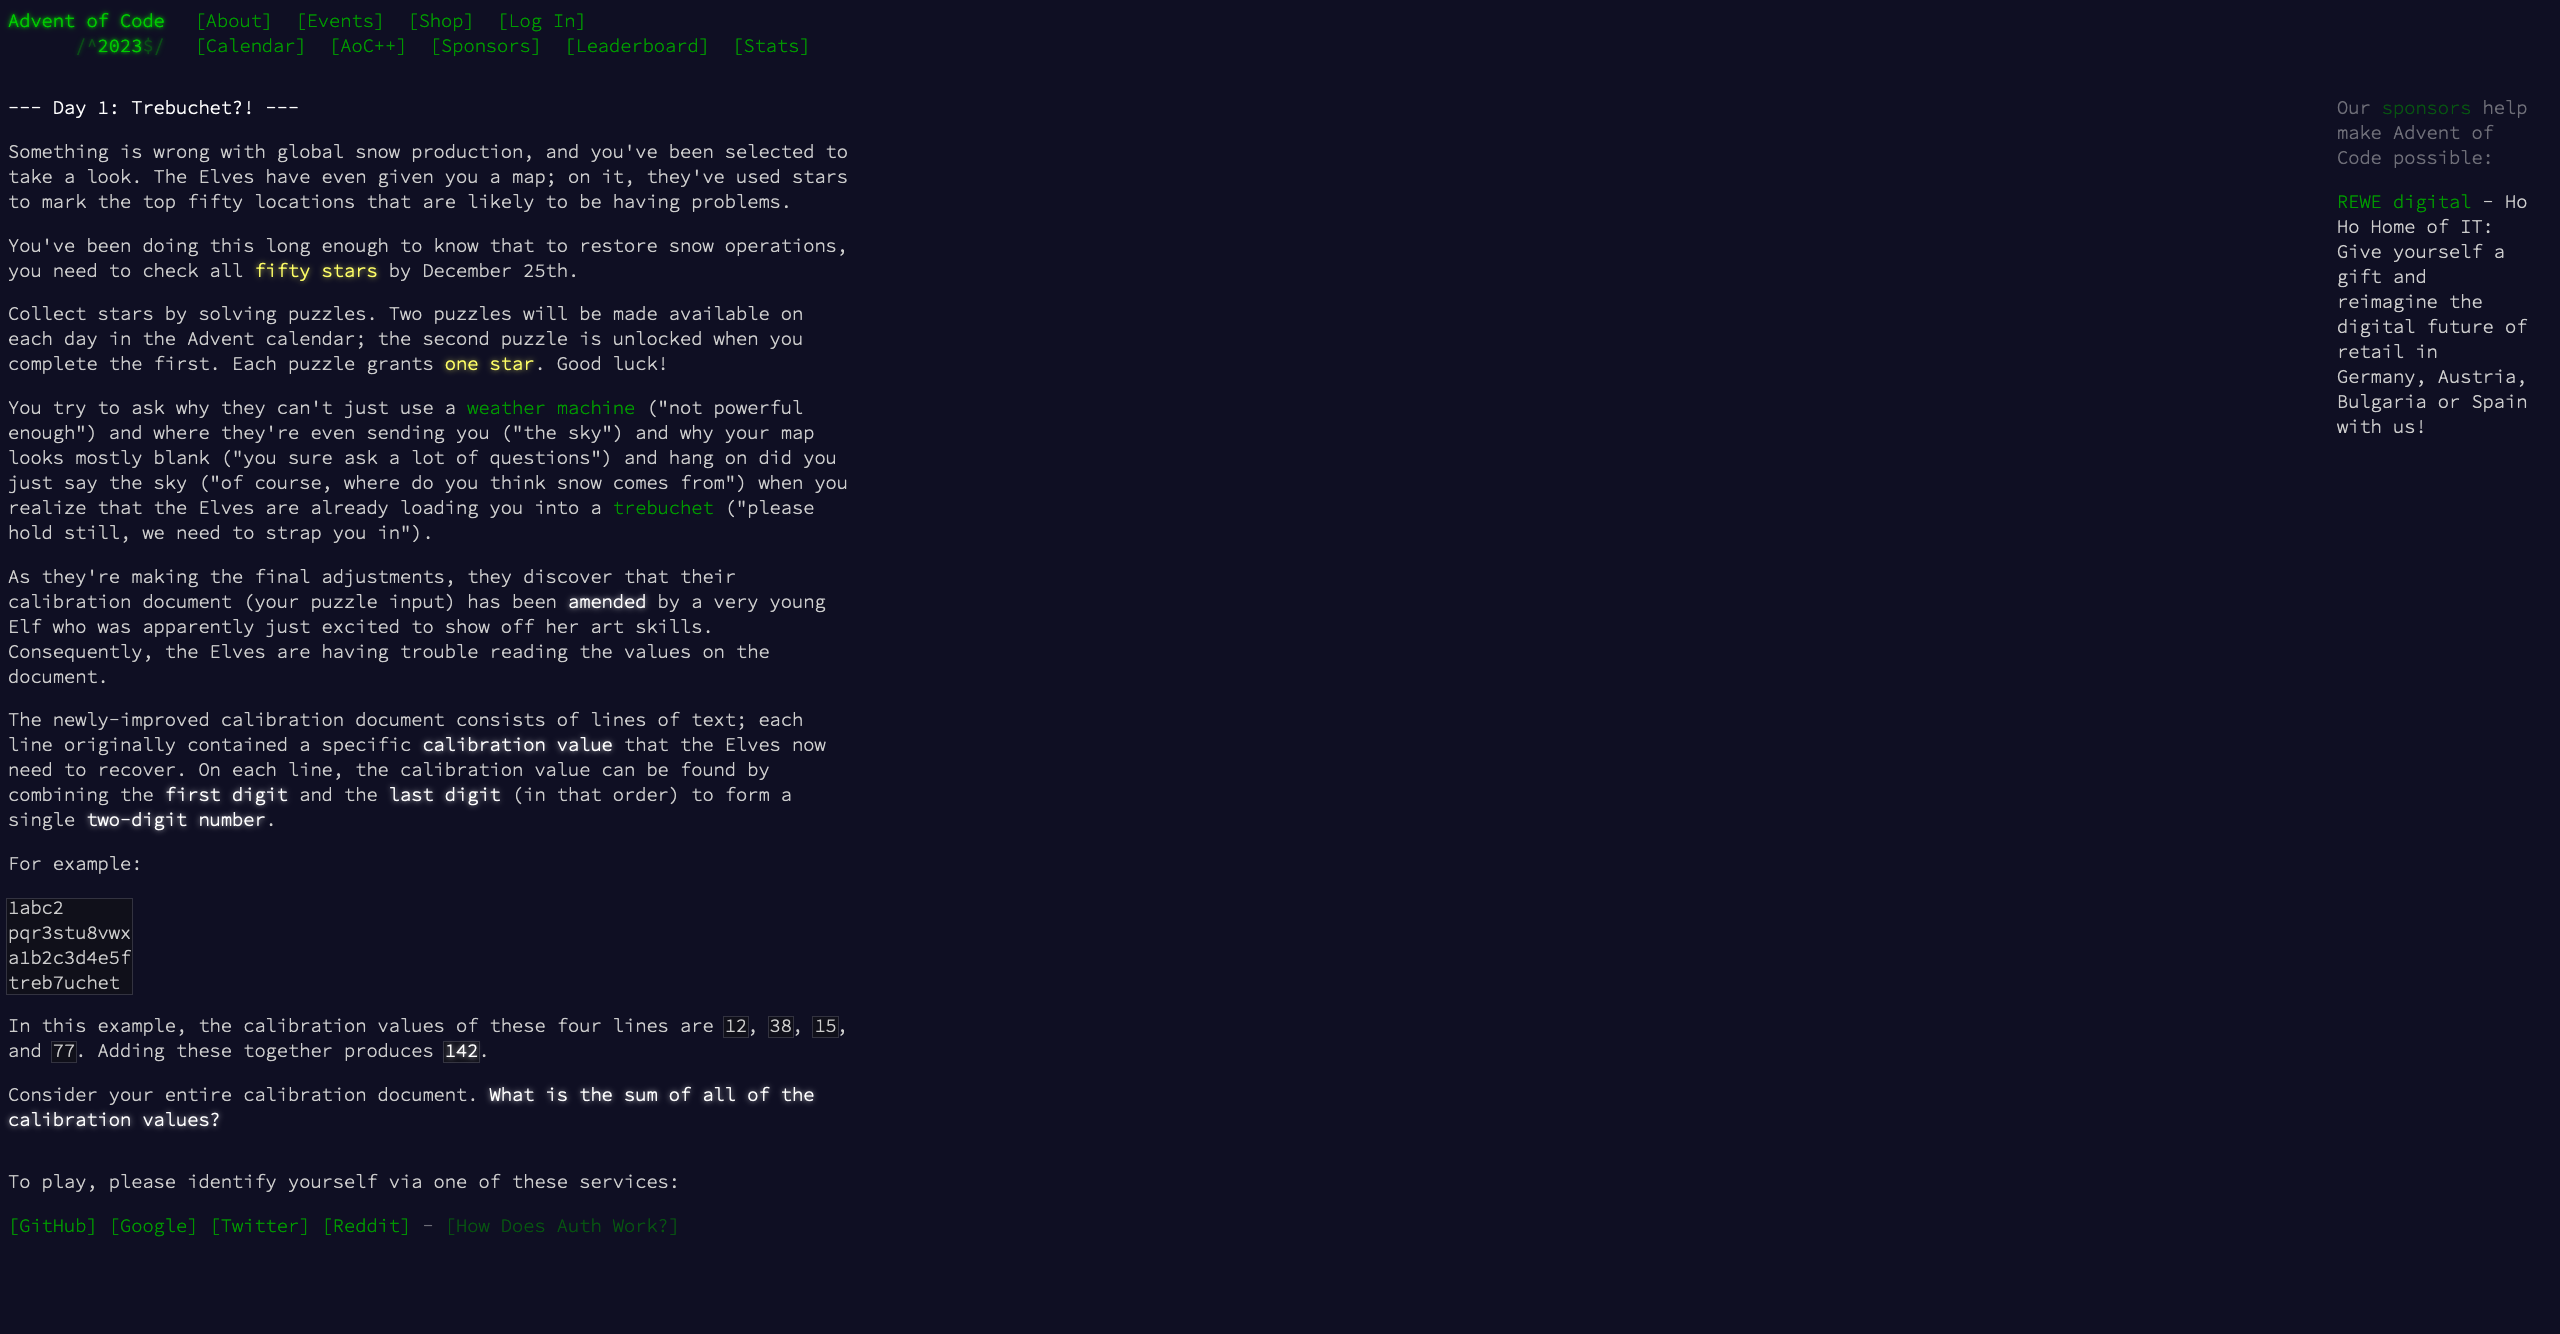 Advent of Code [About] [Events] [Shop] [Log In]
/^2023$/ [Calendar] [AoC++] [Sponsors] [Leaderboard] [Stats]
--- Day 1: Trebuchet?! ---
Something is wrong with global snow production, and you've been selected to
take a look. The Elves have even given you a map; on it, they've used stars
to mark the top fifty locations that are likely to be having problems.
You've been doing this long enough to know that to restore snow operations,
you need to check all fifty stars by December 25th.
Collect stars by solving puzzles. Two puzzles will be made available on
each day in the Advent calendar; the second puzzle is unlocked when you
complete the first. Each puzzle grants one star. Good luck!
You try to ask why they can't just use a weather machine ("not powerful
enough") and where they're even sending you ("the sky") and why your map
looks mostly blank ("you sure ask a lot of questions") and hang on did you
just say the sky ("of course, where do you think snow comes from") when you
realize that the Elves are already loading you into a trebuchet ("please
hold still, we need to strap you in").
As they're making the final adjustments, they discover that their
calibration document (your puzzle input) has been amended by a very young
Elf who was apparently just excited to show off her art skills.
Consequently, the Elves are having trouble reading the values on the
document.
The newly-improved calibration document consists of lines of text; each
line originally contained a specific calibration value that the Elves now
need to recover. On each line, the calibration value can be found by
combining the first digit and the last digit (in that order) to form a
single two-digit number.
For example:
1abc2
pqr3stu8vwx
a1b2c3d4e5f
treb7uchet
In this example, the calibration values of these four lines are 12, 38, 15,
and 77. Adding these together produces 142.
Consider your entire calibration document. What is the sum of all of the
calibration values?
To play, please identify yourself via one of these services:
[GitHub] [Google] [Twitter] [Reddit] - [How Does Auth Work?]
Our sponsors help
make Advent of
Code possible:
REWE digital - Ho
Ho Home of IT:
Give yourself a
gift and
reimagine the
digital future of
retail in
Germany, Austria,
Bulgaria or Spain
with us!